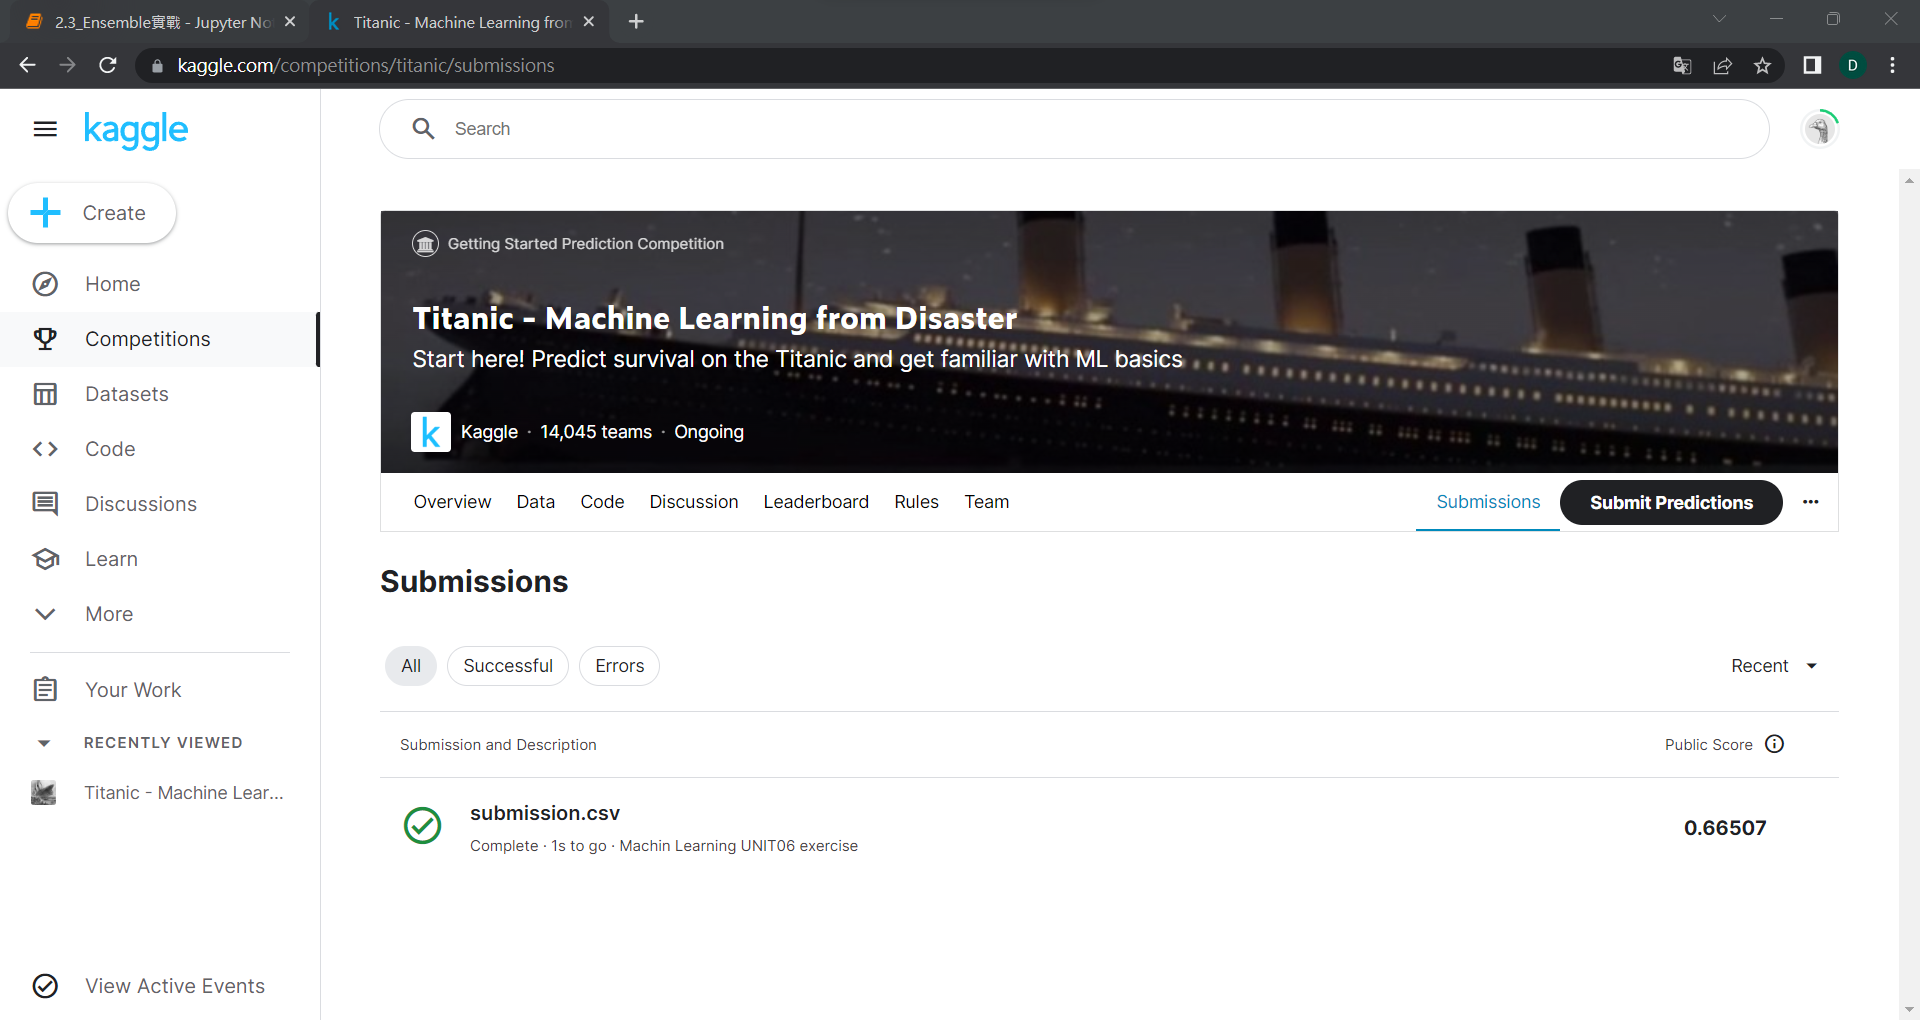 2.3_Ensemble實戰 - Jupyter No
Titanic - Machine Learning from
kaggle.com/competitions/titanic/submissions
D
kaggle
Search
Create
Home
Competitions
Datasets
Code
Discussions
Learn
More
Your Work
RECENTLY VIEWED
Titanic - Machine Lear...
View Active Events
Getting Started Prediction Competition
Titanic - Machine Learning from Disaster
Start here! Predict survival on the Titanic and get familiar with ML basics
k
Kaggle · 14,045 teams · Ongoing
Overview Data Code Discussion Leaderboard Rules Team Submissions Submit Predictions
Submissions
All Successful Errors Recent
Submission and Description Public Score
submission.csv
Complete · 1s to go · Machin Learning UNIT06 exercise
0.66507